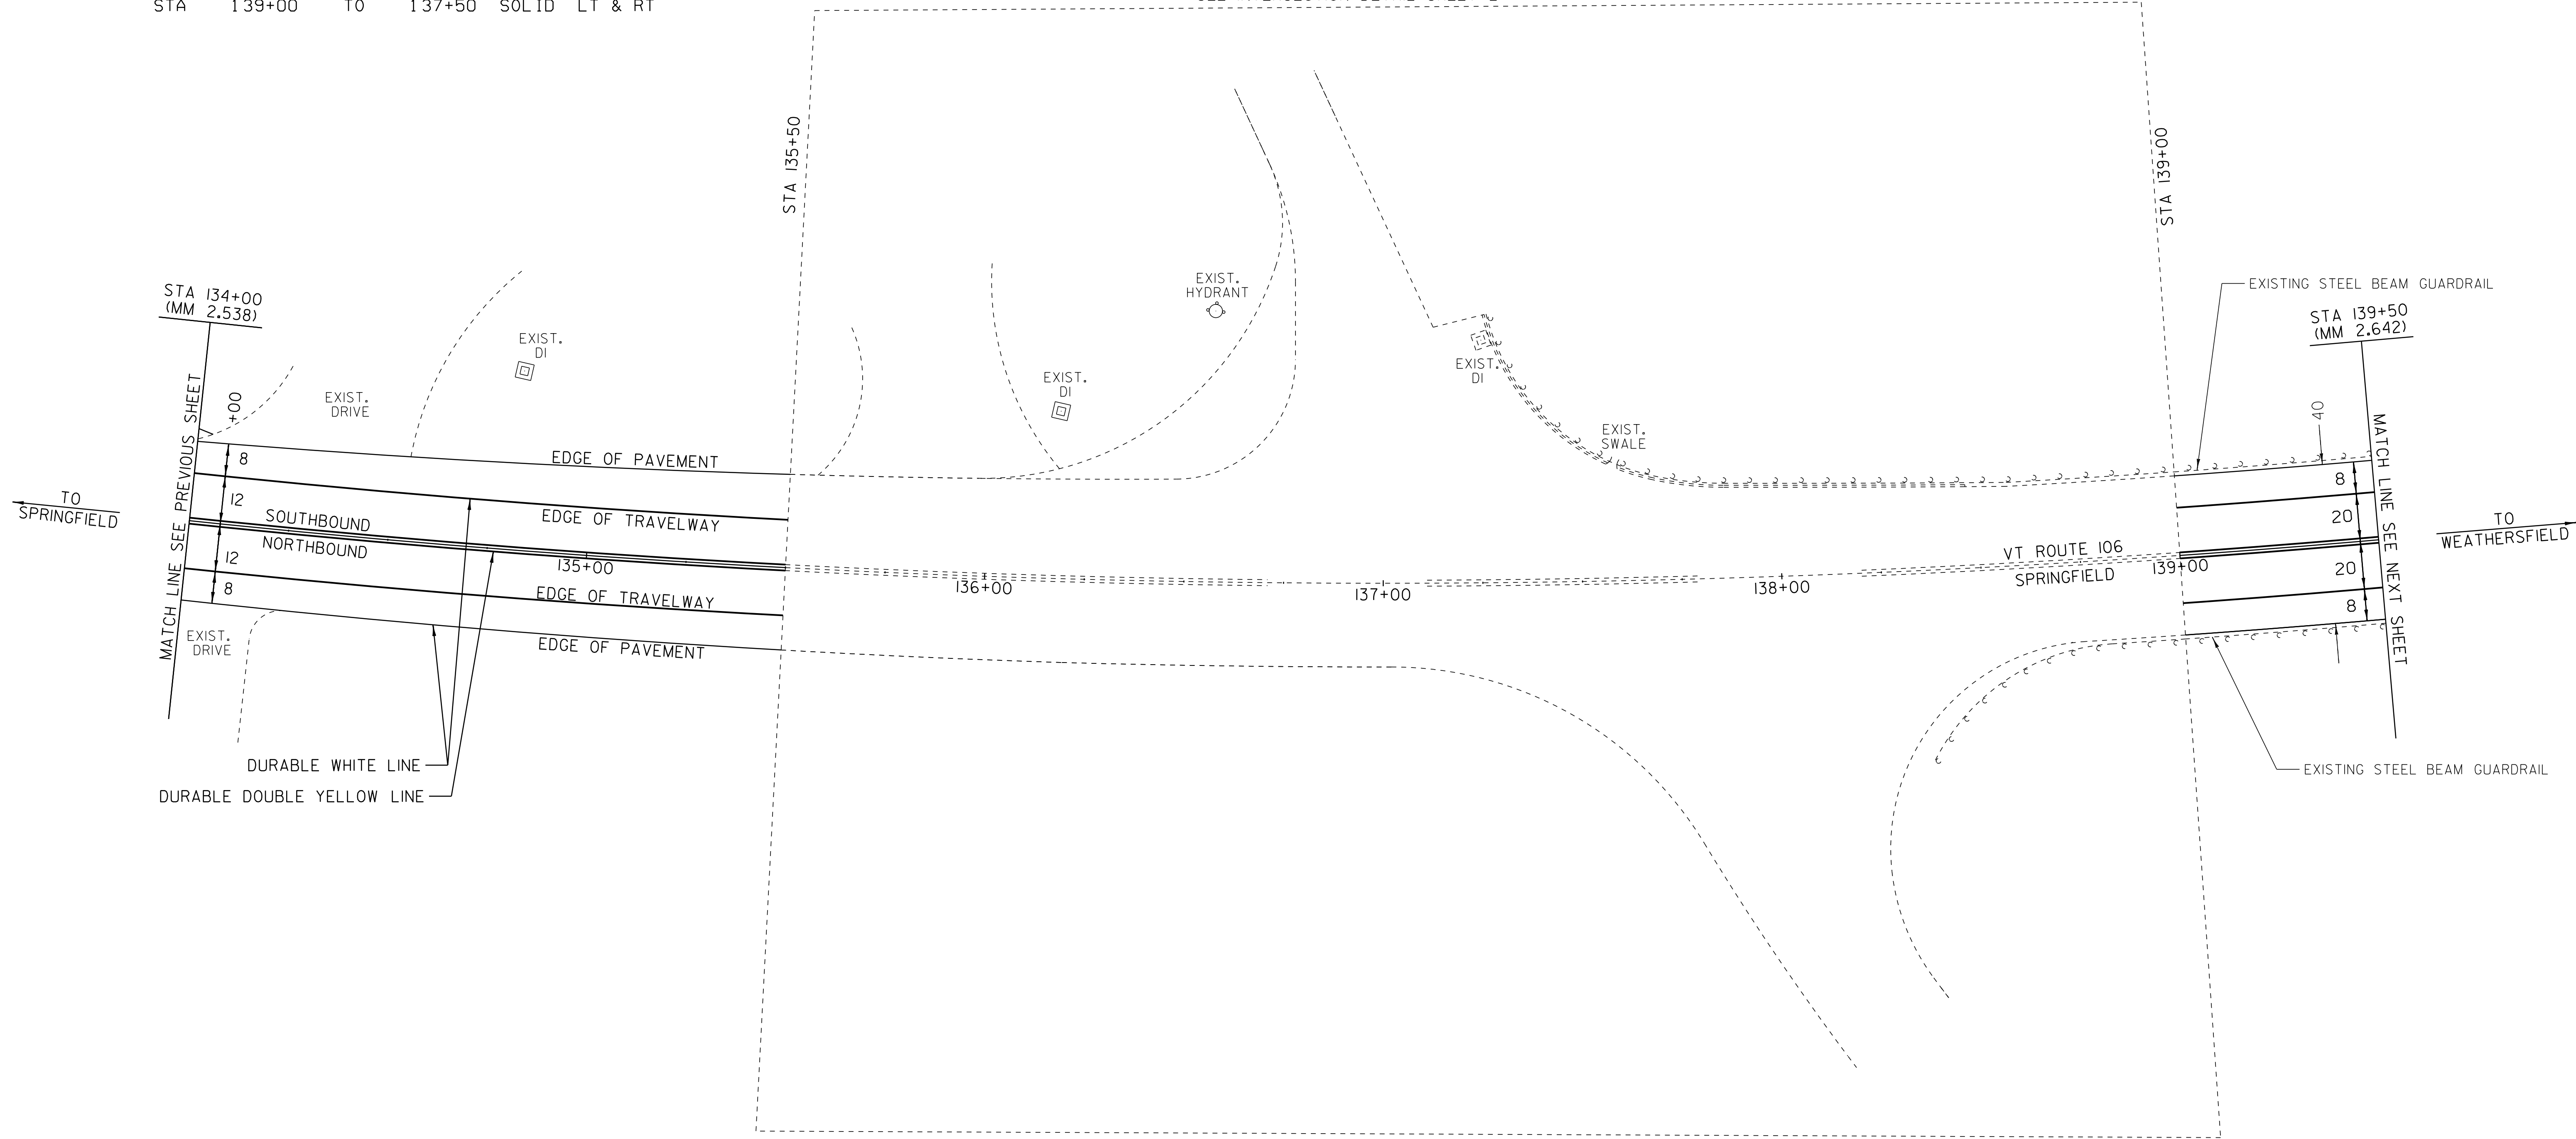 STA 139+00 TO 137+50 SOLID LT & RT
STA 135+50
STA 139+00
STA 134+00
(MM 2.538)
EXISTING STEEL BEAM GUARDRAIL
STA 139+50
(MM 2.642)
EXIST.
HYDRANT
EXIST.
DI
EXIST.
DI
EXIST.
DI
EXIST.
DRIVE
+00
40
EXIST.
SWALE
MATCH LINE SEE PREVIOUS SHEET
MATCH LINE SEE NEXT SHEET
8
EDGE OF PAVEMENT
8
TO
SPRINGFIELD
12
SOUTHBOUND
EDGE OF TRAVELWAY
20
TO
WEATHERSFIELD
NORTHBOUND
12
135+00
136+00
137+00
138+00
139+00
VT ROUTE 106
SPRINGFIELD
20
8
EDGE OF TRAVELWAY
8
EXIST.
DRIVE
EDGE OF PAVEMENT
DURABLE WHITE LINE
DURABLE DOUBLE YELLOW LINE
EXISTING STEEL BEAM GUARDRAIL